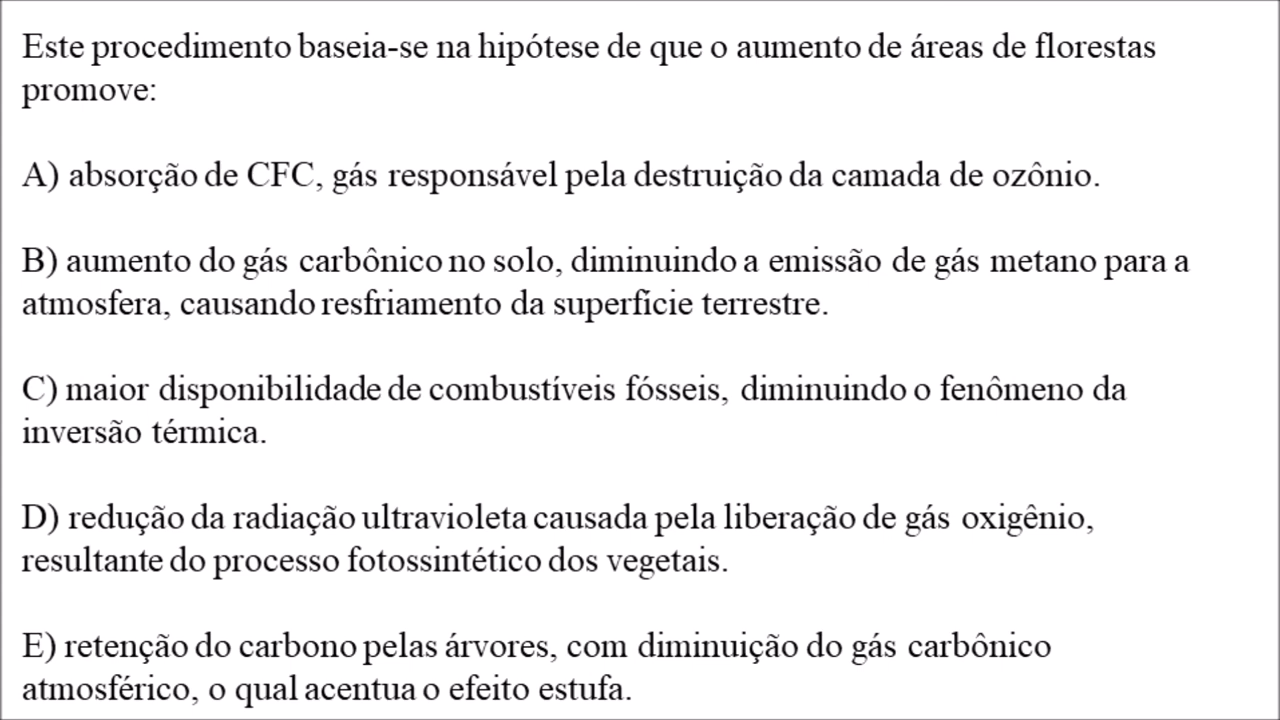 Este procedimento baseia-se na hipótese de que o aumento de áreas de florestas
promove:
A) absorção de CFC, gás responsável pela destruição da camada de ozônio.
B) aumento do gás carbônico no solo, diminuindo a emissão de gás metano para a
atmosfera, causando resfriamento da superfície terrestre.
C) maior disponibilidade de combustíveis fósseis, diminuindo o fenômeno da
inversão térmica.
D) redução da radiação ultravioleta causada pela liberação de gás oxigênio,
resultante do processo fotossintético dos vegetais.
E) retenção do carbono pelas árvores, com diminuição do gás carbônico
atmosférico, o qual acentua o efeito estufa.